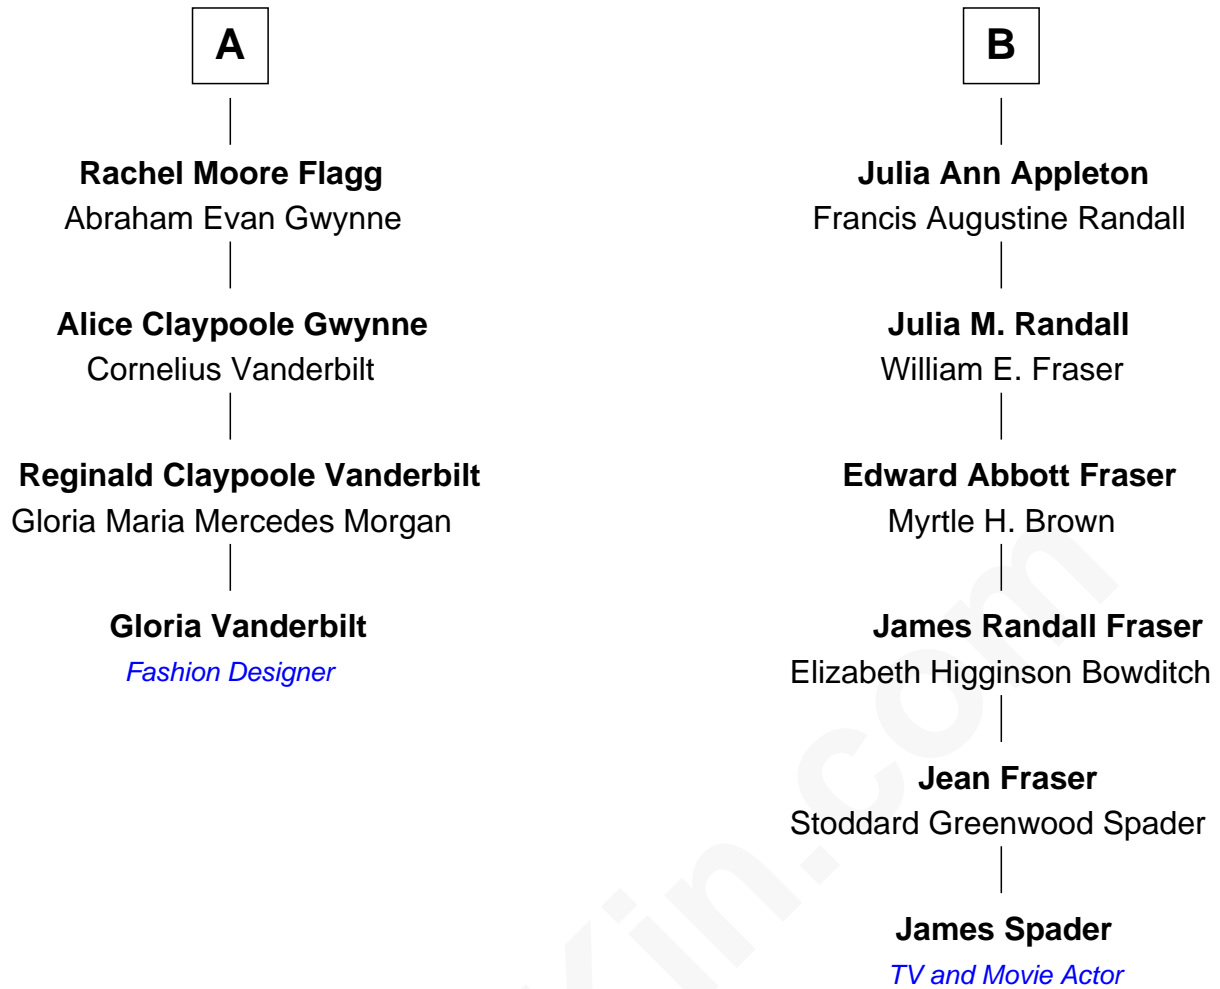 A
Rachel Moore Flagg
Abraham Evan Gwynne
Alice Claypoole Gwynne
Cornelius Vanderbilt
Reginald Claypoole Vanderbilt
Gloria Maria Mercedes Morgan
Gloria Vanderbilt
Fashion Designer
B
Julia Ann Appleton
Francis Augustine Randall
Julia M. Randall
William E. Fraser
Edward Abbott Fraser
Myrtle H. Brown
James Randall Fraser
Elizabeth Higginson Bowditch
Jean Fraser
Stoddard Greenwood Spader
James Spader
TV and Movie Actor
Kin.com